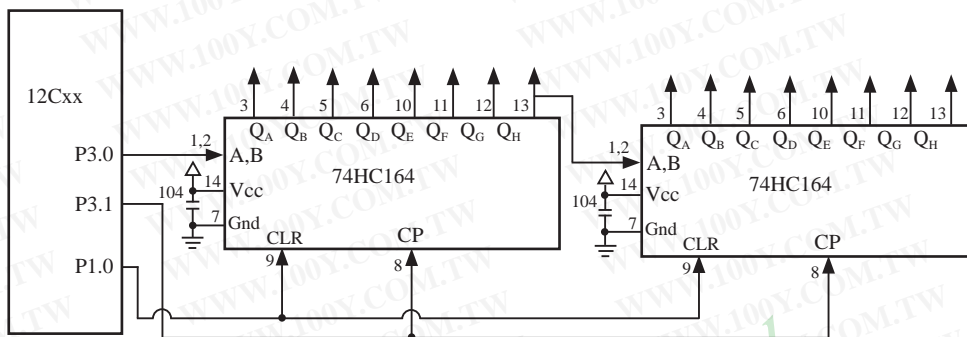 12Cxx
P3.0
P3.1
P1.0
3 4 5 6 10 11 12 13
QA QB QC QD QE QF QG QH
1,2 A,B
74HC164
14 Vcc
104
7 Gnd
CLR CP
9 8
3 4 5 6 10 11 12 13
QA QB QC QD QE QF QG QH
1,2 A,B
74HC164
14 Vcc
104
7 Gnd
CLR CP
9 8
WWW.100Y.COM.TW